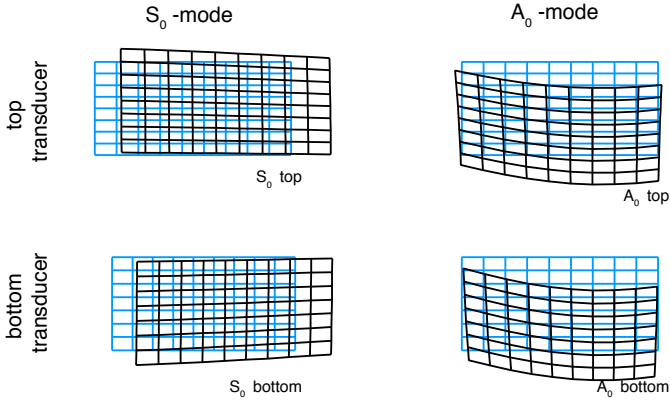 S₀ -mode
A₀ -mode
top
transducer
S₀ top
A₀ top
bottom
transducer
S₀ bottom
A₀ bottom